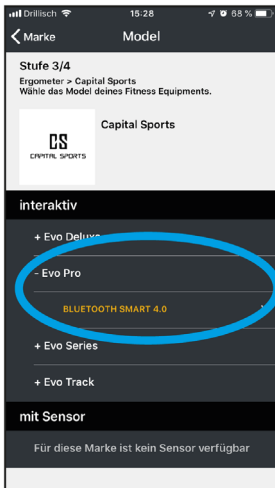 Drillisch 15:28 68 %
Marke Model
Stufe 3/4
Ergometer > Capital Sports
Wähle das Model deines Fitness Equipments.
Capital Sports
CS
CAPITAL SPORTS
interaktiv
+ Evo Deluxe
- Evo Pro
BLUETOOTH SMART 4.0
+ Evo Series
+ Evo Track
mit Sensor
Für diese Marke ist kein Sensor verfügbar